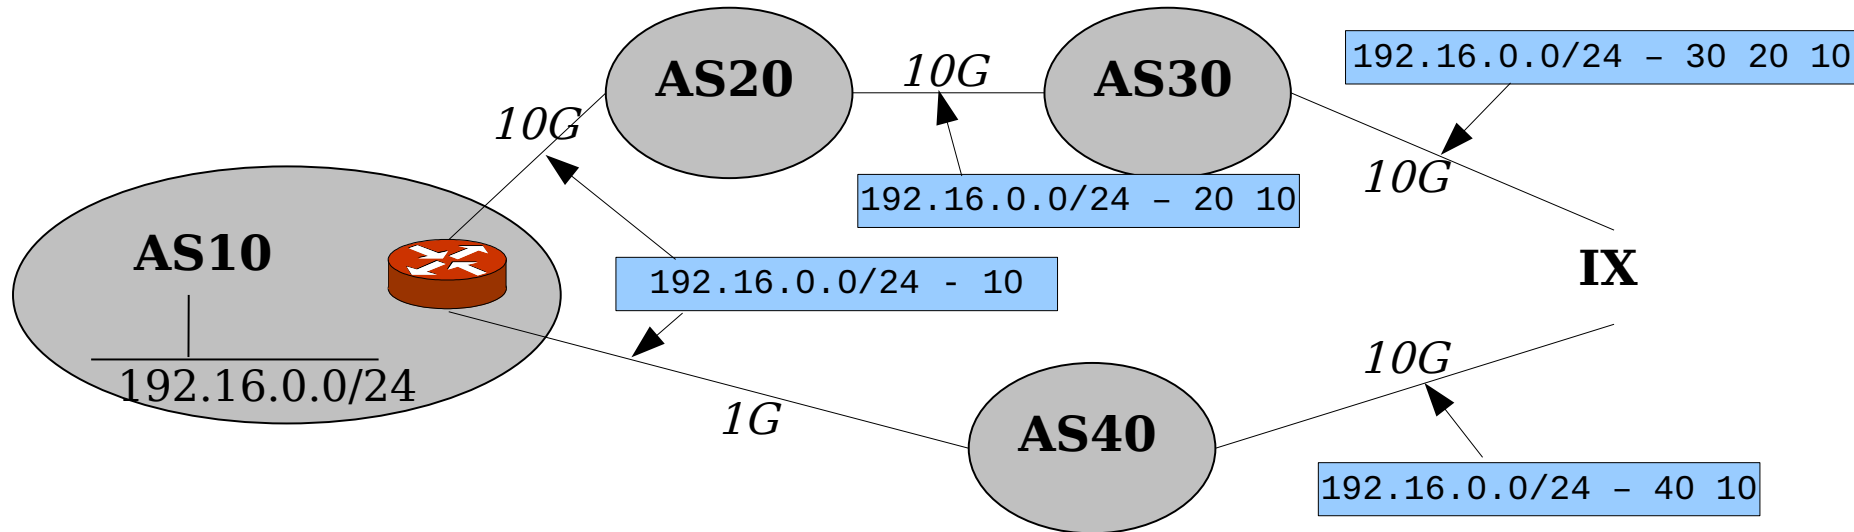 AS20
10G
AS30
192.16.0.0/24 – 30 20 10
10G
10G
192.16.0.0/24 – 20 10
AS10
192.16.0.0/24 - 10
IX
192.16.0.0/24
1G
10G
AS40
192.16.0.0/24 – 40 10